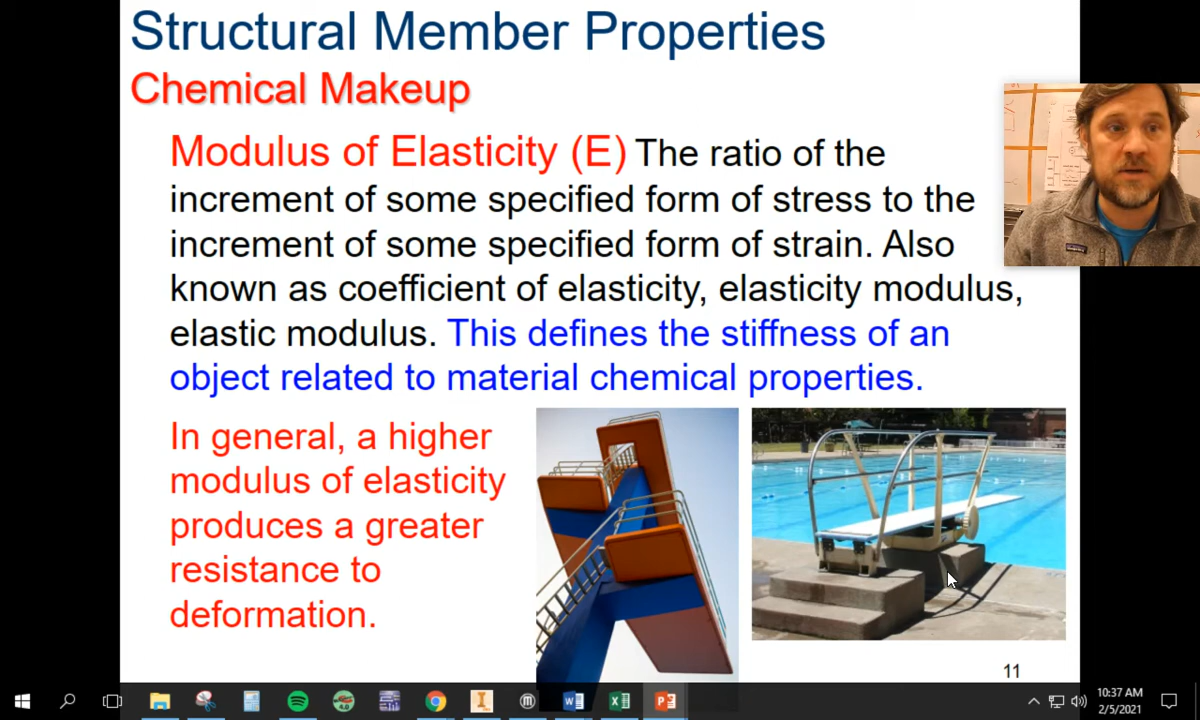 Structural Member Properties
Chemical Makeup
Modulus of Elasticity (E) The ratio of the
increment of some specified form of stress to the
increment of some specified form of strain. Also
known as coefficient of elasticity, elasticity modulus,
elastic modulus. This defines the stiffness of an
object related to material chemical properties.
In general, a higher
modulus of elasticity
produces a greater
resistance to
deformation.
11
10:37 AM
2/5/2021